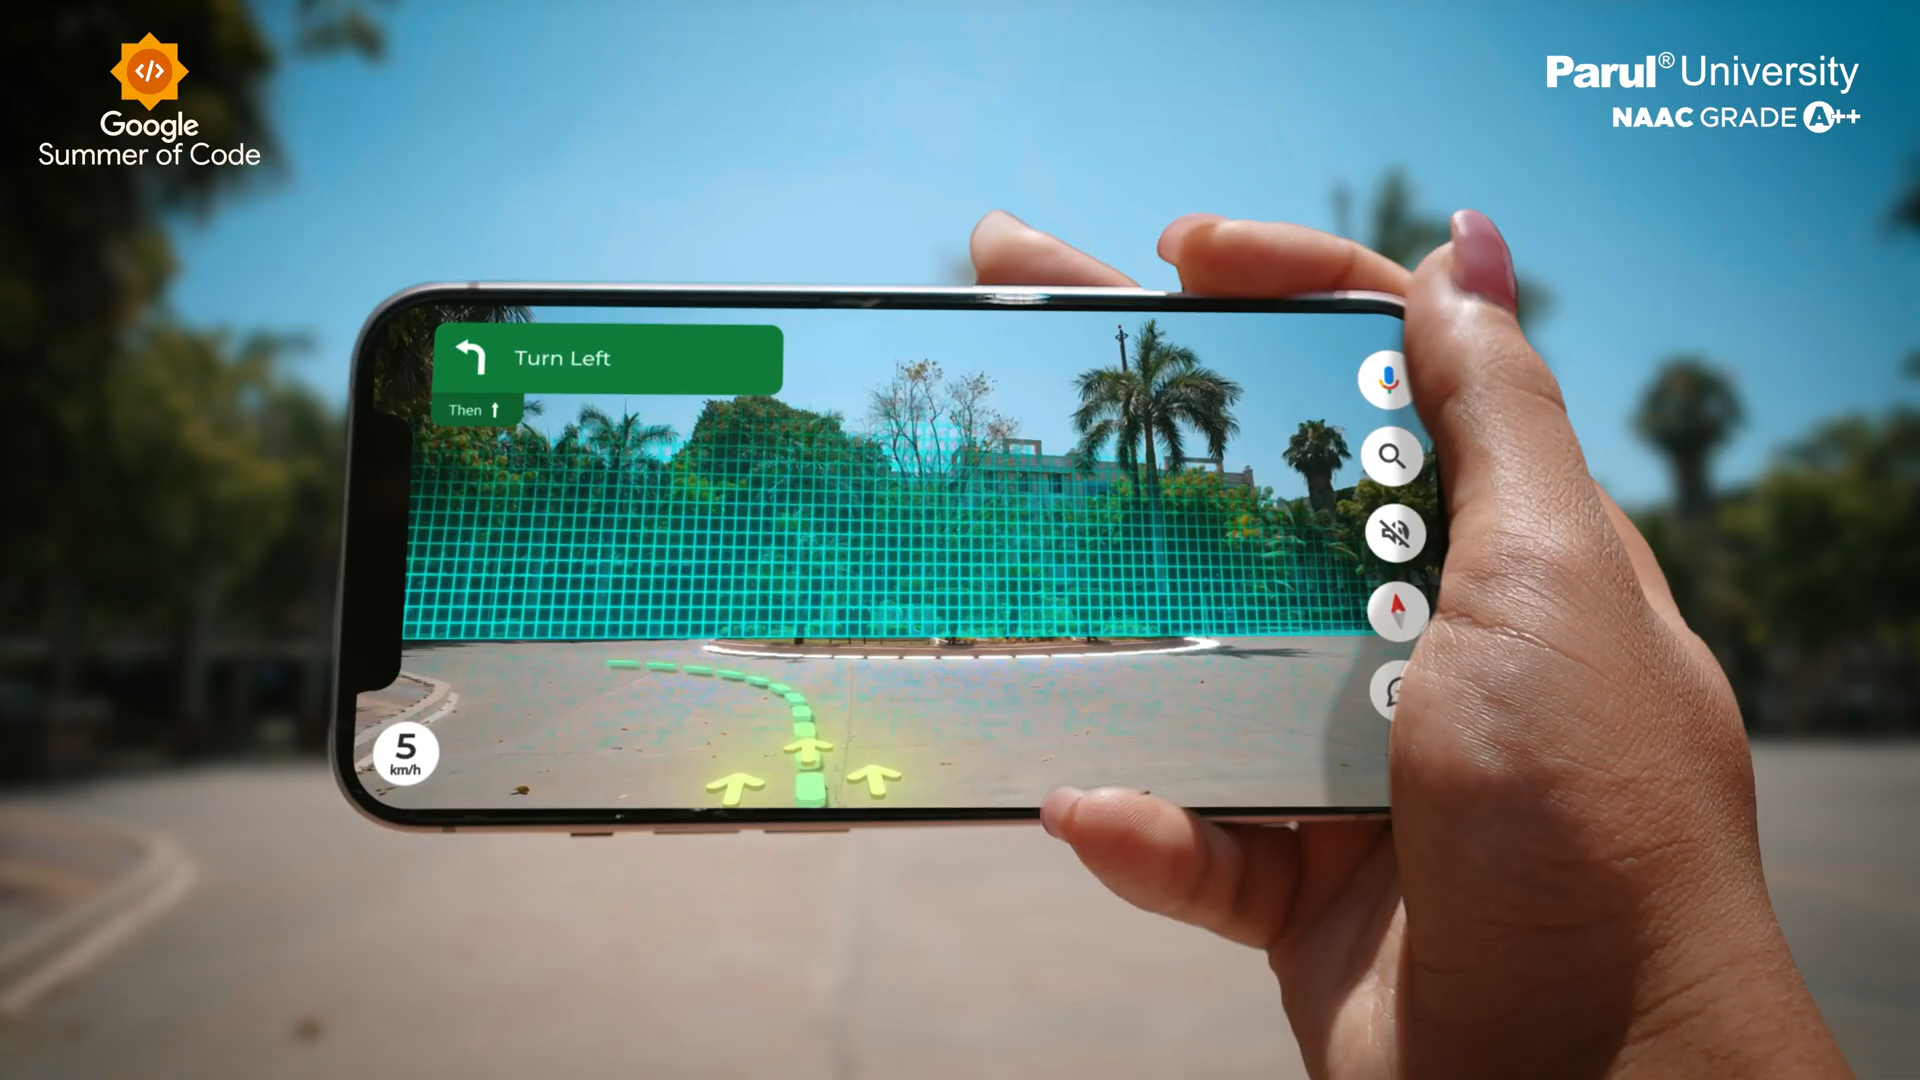 Google
Summer of Code
Parul® University
NAAC GRADE A++
Turn Left
Then
5
km/h